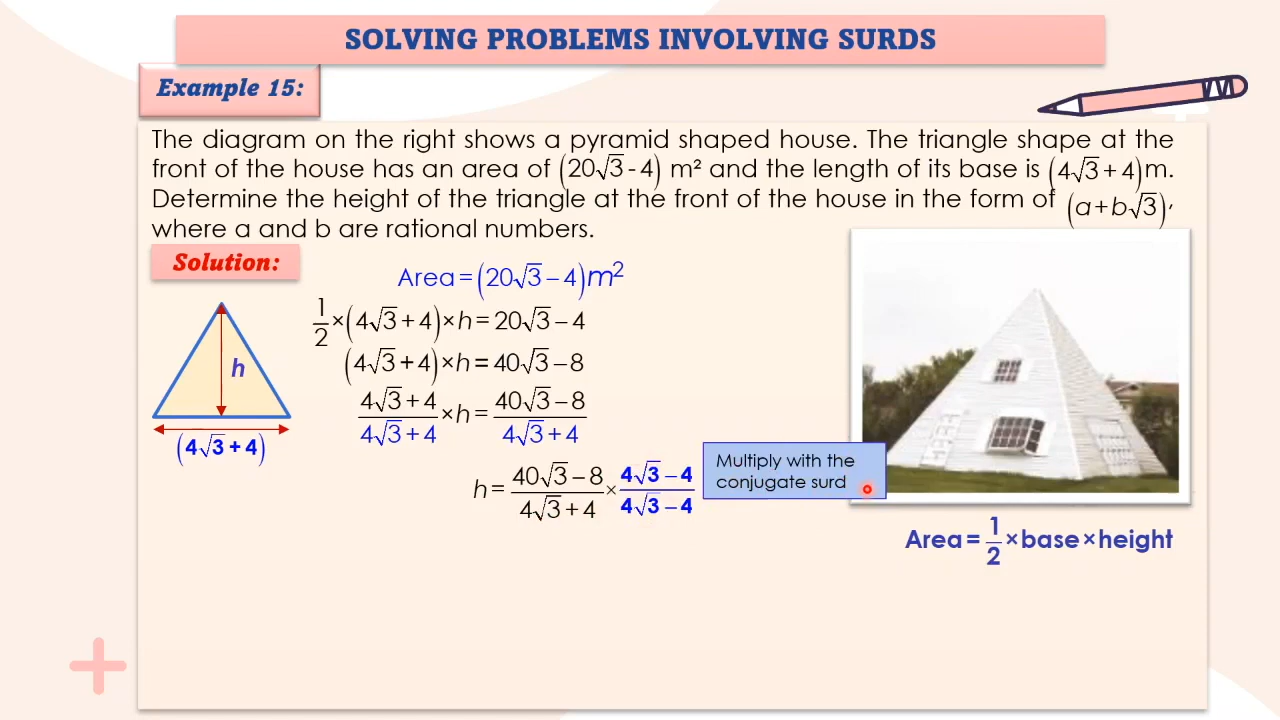 SOLVING PROBLEMS INVOLVING SURDS
Example 15:
The diagram on the right shows a pyramid shaped house. The triangle shape at the
front of the house has an area of (20√3 - 4) m² and the length of its base is (4√3 + 4)m.
Determine the height of the triangle at the front of the house in the form of (a + b√3),
where a and b are rational numbers.
Solution:
Area = (20√3 − 4)m²
1/2 × (4√3 + 4) × h = 20√3 − 4
(4√3 + 4) × h = 40√3 − 8
(4√3 + 4)/(4√3 + 4) × h = (40√3 − 8)/(4√3 + 4)
h = (40√3 − 8)/(4√3 + 4) × (4√3 − 4)/(4√3 − 4)
h
(4√3 + 4)
Multiply with the
conjugate surd
Area = 1/2 × base × height